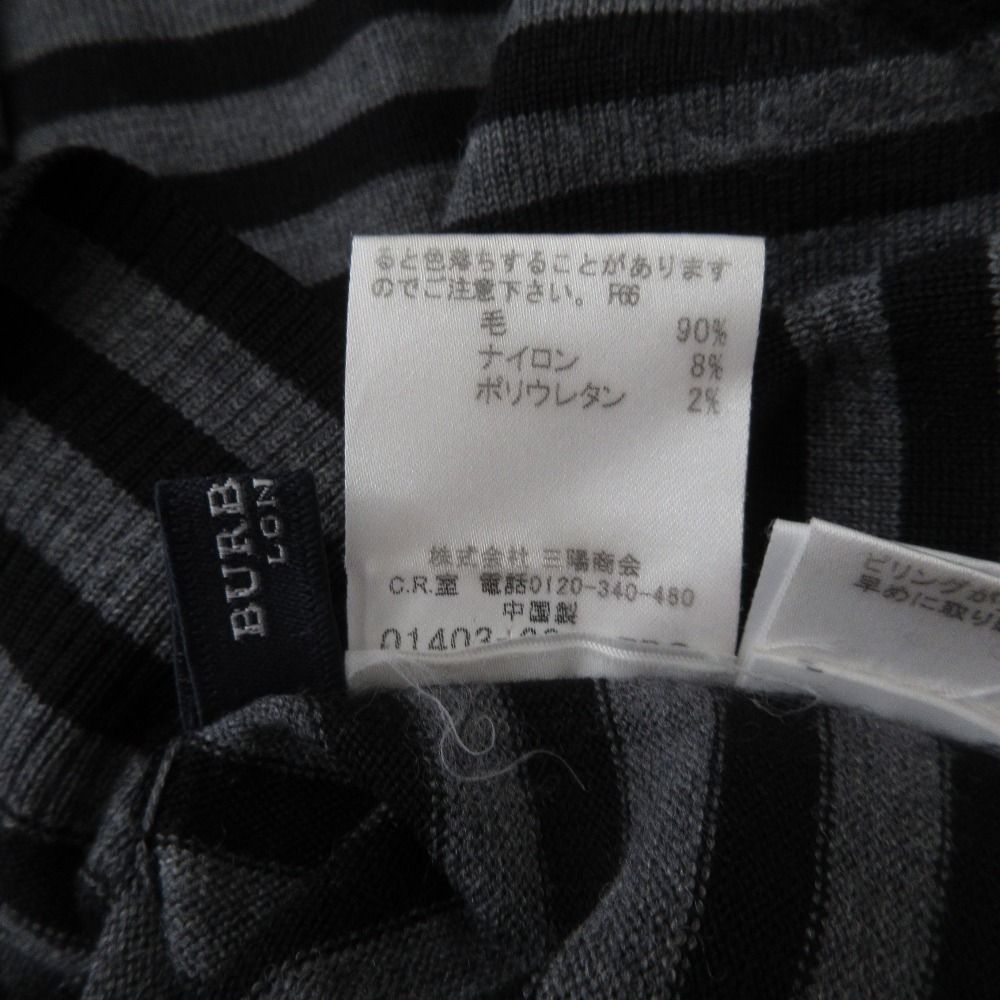 ると色落ちすることがあります
のでご注意下さい。 P66
毛 90%
ナイロン 8%
ポリウレタン 2%
株式会社 三陽商会
C.R.室 電話0120-340-460
中国製
01403
BURB
LON
ピリングが
早めに取り